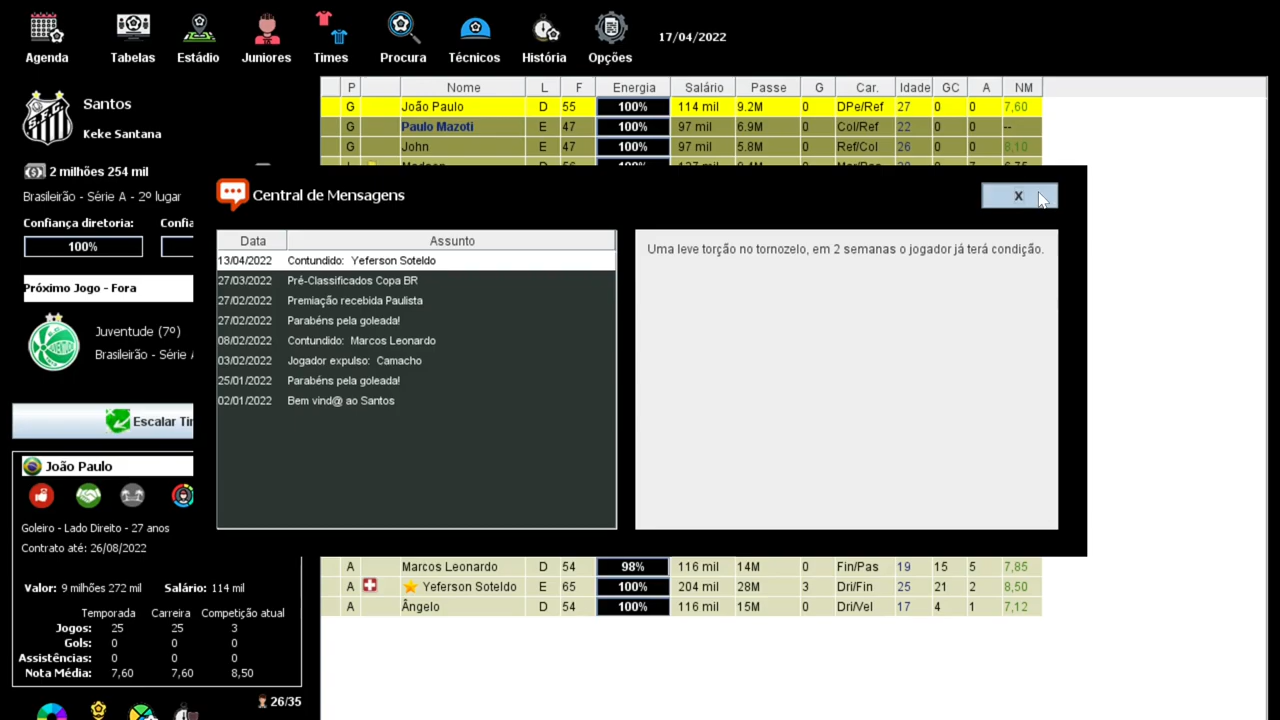 Agenda Tabelas Estádio Juniores Times Procura Técnicos História Opções 17/04/2022
Santos
Keke Santana
2 milhões 254 mil
Brasileirão - Série A - 2º lugar
Confiança diretoria: Confia
100%
Próximo Jogo - Fora
Juventude (7º)
Brasileirão - Série A
Escalar Tir
João Paulo
Goleiro - Lado Direito - 27 anos
Contrato até: 26/08/2022
Valor: 9 milhões 272 mil Salário: 114 mil
Temporada Carreira Competição atual
Jogos: 25 25 3
Gols: 0 0 0
Assistências: 0 0 0
Nota Média: 7,60 7,60 8,50
26/35
P Nome L F Energia Salário Passe G Car. Idade GC A NM
G João Paulo D 55 100% 114 mil 9.2M 0 DPe/Ref 27 0 0 7,60
G Paulo Mazoti E 47 100% 97 mil 6.9M 0 Col/Ref 22 0 0 --
G John E 47 100% 97 mil 5.8M 0 Ref/Col 26 0 0 8,10
Central de Mensagens X
Data Assunto
13/04/2022 Contundido: Yeferson Soteldo
27/03/2022 Pré-Classificados Copa BR
27/02/2022 Premiação recebida Paulista
27/02/2022 Parabéns pela goleada!
08/02/2022 Contundido: Marcos Leonardo
03/02/2022 Jogador expulso: Camacho
25/01/2022 Parabéns pela goleada!
02/01/2022 Bem vind@ ao Santos
Uma leve torção no tornozelo, em 2 semanas o jogador já terá condição.
A Marcos Leonardo D 54 98% 116 mil 14M 0 Fin/Pas 19 15 5 7,85
A Yeferson Soteldo E 65 100% 204 mil 28M 3 Dri/Fin 25 21 2 8,50
A Ângelo D 54 100% 116 mil 15M 0 Dri/Vel 17 4 1 7,12